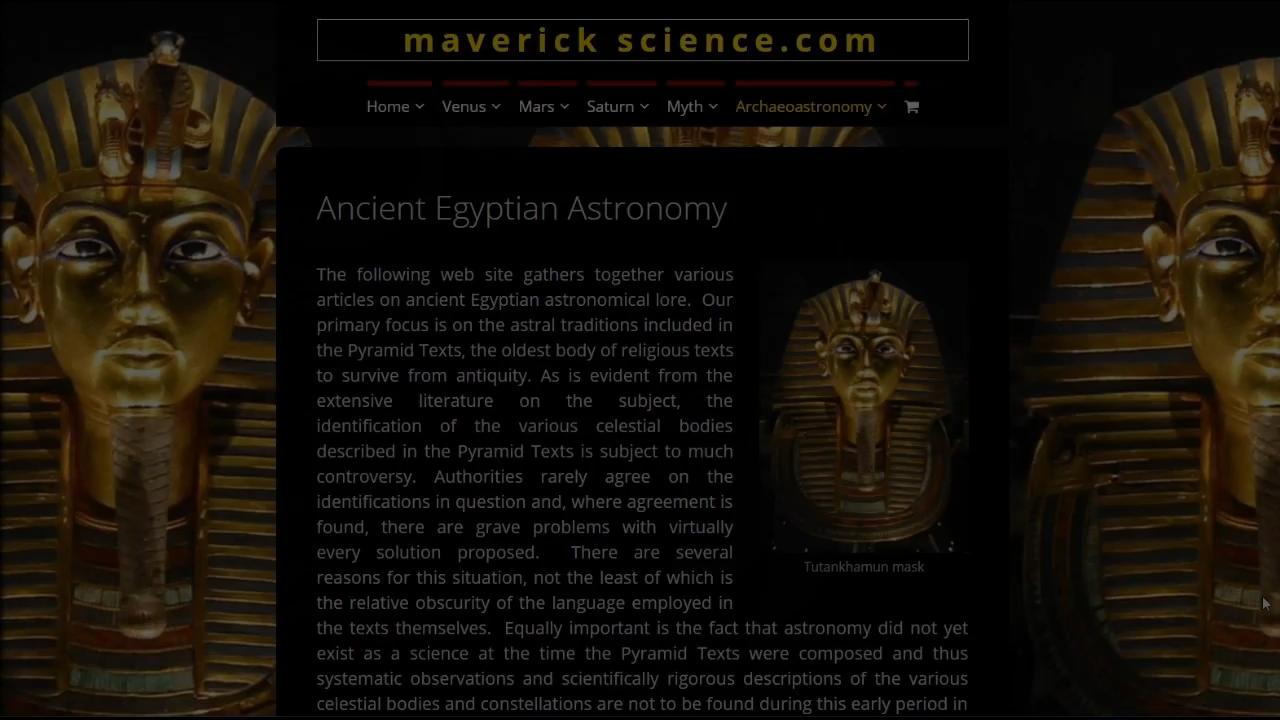 maverick science.com
Home Venus Mars Saturn Myth Archaeoastronomy
Ancient Egyptian Astronomy
The following web site gathers together various
articles on ancient Egyptian astronomical lore. Our
primary focus is on the astral traditions included in
the Pyramid Texts, the oldest body of religious texts
to survive from antiquity. As is evident from the
extensive literature on the subject, the
identification of the various celestial bodies
described in the Pyramid Texts is subject to much
controversy. Authorities rarely agree on the
identifications in question and, where agreement is
found, there are grave problems with virtually
every solution proposed. There are several
reasons for this situation, not the least of which is
the relative obscurity of the language employed in
the texts themselves. Equally important is the fact that astronomy did not yet
exist as a science at the time the Pyramid Texts were composed and thus
systematic observations and scientifically rigorous descriptions of the various
celestial bodies and constellations are not to be found during this early period in
Tutankhamun mask